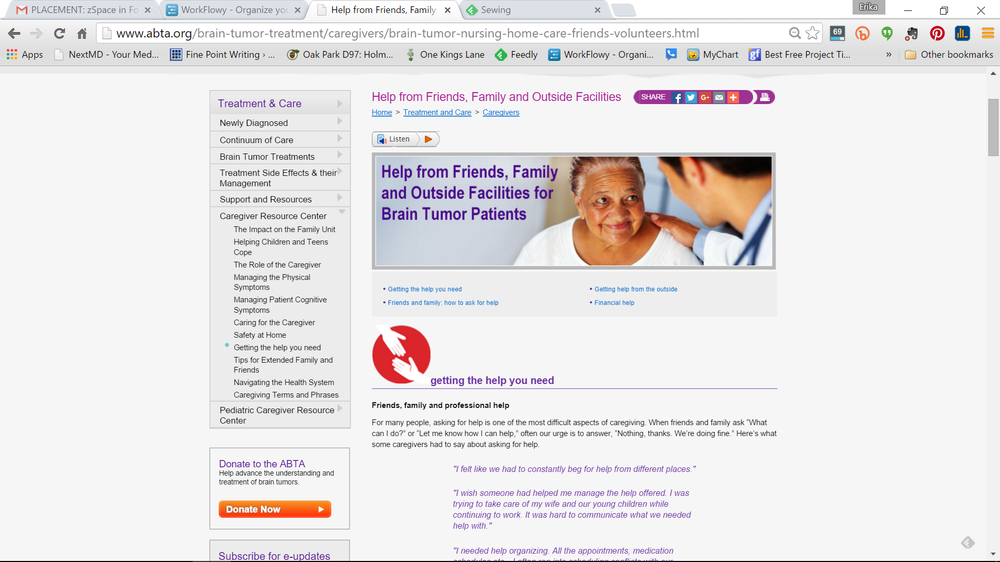 PLACEMENT: zSpace in Fo
WorkFlowy - Organize you
Help from Friends, Family
Sewing
Erika
www.abta.org/brain-tumor-treatment/caregivers/brain-tumor-nursing-home-care-friends-volunteers.html
69
Apps
NextMD - Your Med...
Fine Point Writing › ...
Oak Park D97: Holm...
One Kings Lane
Feedly
WorkFlowy - Organi...
MyChart
gf Best Free Project Ti...
»
Other bookmarks
Treatment & Care
Newly Diagnosed
Continuum of Care
Brain Tumor Treatments
Treatment Side Effects & their
Management
Support and Resources
Caregiver Resource Center
The Impact on the Family Unit
Helping Children and Teens
Cope
The Role of the Caregiver
Managing the Physical
Symptoms
Managing Patient Cognitive
Symptoms
Caring for the Caregiver
Safety at Home
Getting the help you need
Tips for Extended Family and
Friends
Navigating the Health System
Caregiving Terms and Phrases
Pediatric Caregiver Resource
Center
Donate to the ABTA
Help advance the understanding and
treatment of brain tumors.
Donate Now
Subscribe for e-updates
Help from Friends, Family and Outside Facilities
SHARE
Home > Treatment and Care > Caregivers
Listen
Help from Friends, Family
and Outside Facilities for
Brain Tumor Patients
• Getting the help you need
• Friends and family: how to ask for help
• Getting help from the outside
• Financial help
getting the help you need
Friends, family and professional help
For many people, asking for help is one of the most difficult aspects of caregiving. When friends and family ask “What
can I do?” or “Let me know how I can help,” often our urge is to answer, “Nothing, thanks. We’re doing fine.” Here’s what
some caregivers had to say about asking for help.
"I felt like we had to constantly beg for help from different places."
"I wish someone had helped me manage the help offered. I was
trying to take care of my wife and our young children while
continuing to work. It was hard to communicate what we needed
help with."
"I needed help organizing. All the appointments, medication